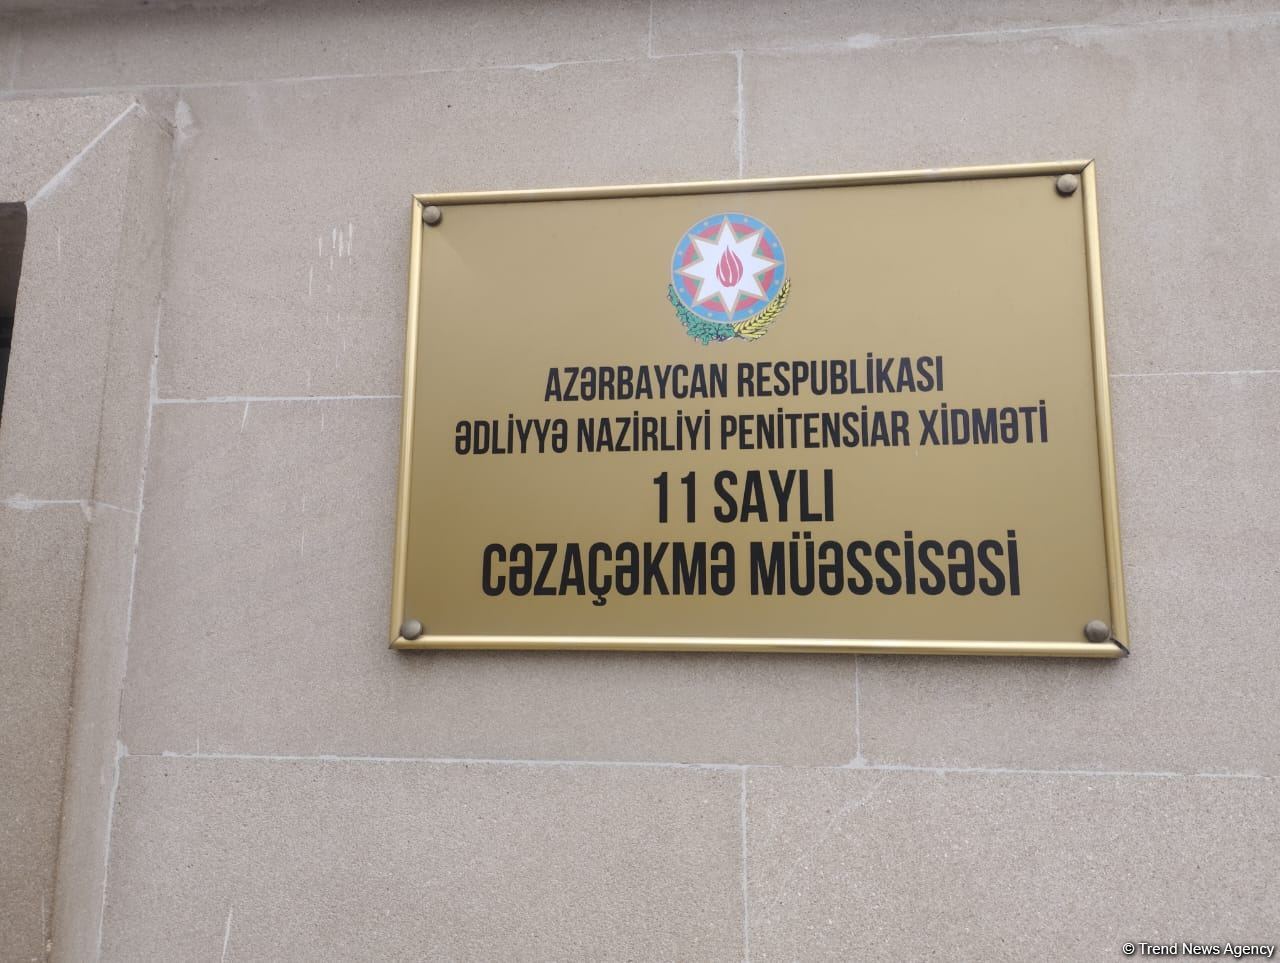 AZƏRBAYCAN RESPUBLİKASI
ƏDLİYYƏ NAZİRLİYİ PENİTENSİAR XİDMƏTİ
11 SAYLI
CƏZAÇƏKMƏ MÜƏSSİSƏSİ
© Trend News Agency